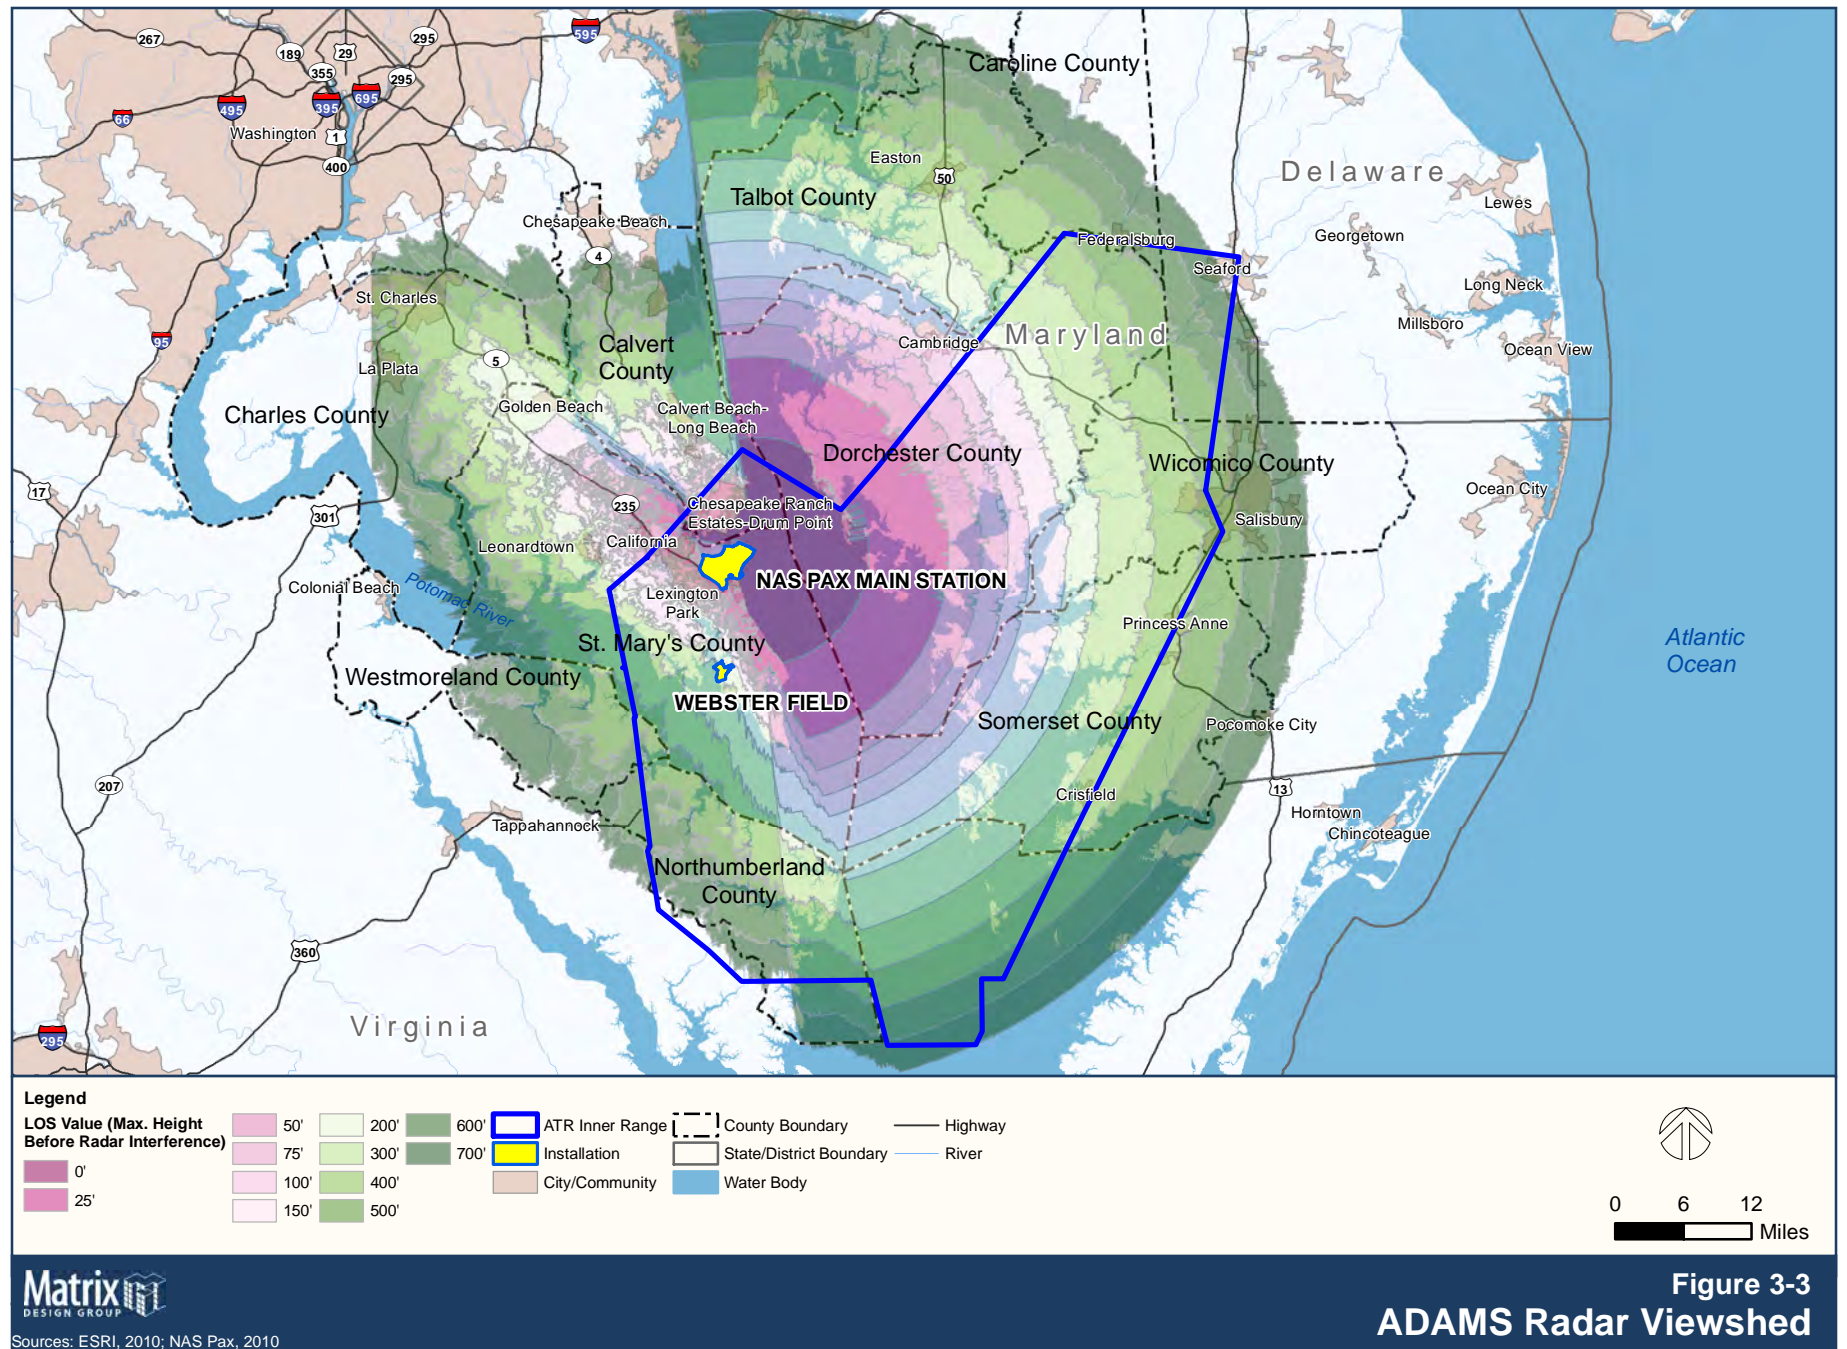 267
189
29
295
595
355
295
66
495
395
695
Washington
1
400
Caroline County
Easton
50
Talbot County
Delaware
Lewes
Chesapeake Beach
Georgetown
4
Federalsburg
Seaford
Long Neck
St. Charles
Millsboro
95
Calvert
County
Cambridge
Maryland
Ocean View
5
La Plata
Golden Beach
Calvert Beach-
Long Beach
Charles County
Dorchester County
Wicomico County
17
235
Chesapeake Ranch
Estates-Drum Point
Ocean City
301
Salisbury
Leonardtown
California
NAS PAX MAIN STATION
Colonial Beach
Potomac River
Lexington
Park
Princess Anne
St. Mary's County
Atlantic
Ocean
Westmoreland County
WEBSTER FIELD
Somerset County
Pocomoke City
207
13
Crisfield
Horntown
Chincoteague
Tappahannock
Northumberland
County
360
Virginia
295
Legend
LOS Value (Max. Height
Before Radar Interference)
0'
25'
50'
75'
100'
150'
200'
300'
400'
500'
600'
700'
ATR Inner Range
Installation
City/Community
County Boundary
State/District Boundary
Water Body
Highway
River
0 6 12
Miles
Matrix
DESIGN GROUP
Sources: ESRI, 2010; NAS Pax, 2010
Figure 3-3
ADAMS Radar Viewshed